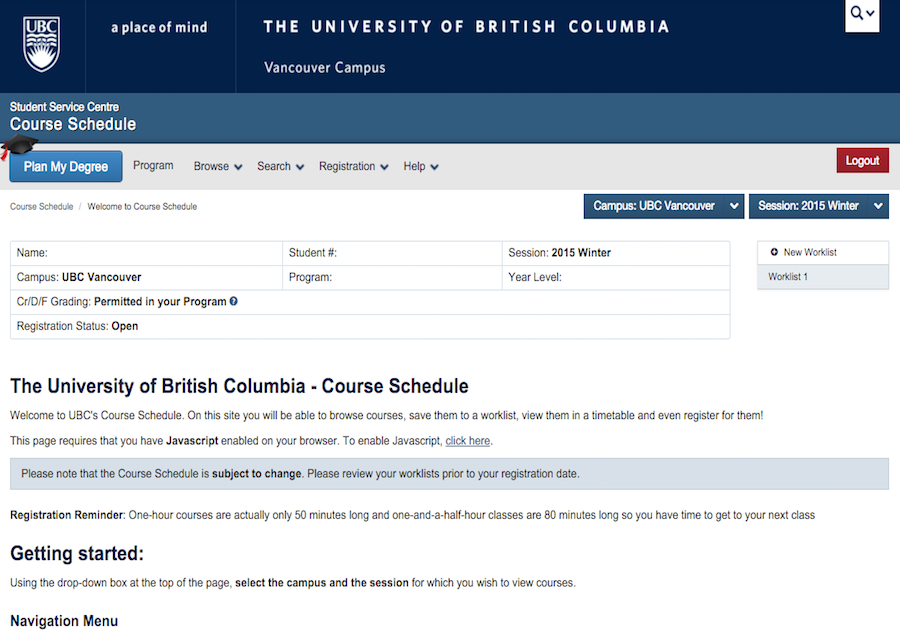 UBC
a place of mind
THE UNIVERSITY OF BRITISH COLUMBIA
Vancouver Campus
Student Service Centre
Course Schedule
Plan My Degree
Program
Browse
Search
Registration
Help
Logout
Course Schedule / Welcome to Course Schedule
Campus: UBC Vancouver
Session: 2015 Winter
Name:
Student #:
Session: 2015 Winter
New Worklist
Campus: UBC Vancouver
Program:
Year Level:
Worklist 1
Cr/D/F Grading: Permitted in your Program ?
Registration Status: Open
The University of British Columbia - Course Schedule
Welcome to UBC's Course Schedule. On this site you will be able to browse courses, save them to a worklist, view them in a timetable and even register for them!
This page requires that you have Javascript enabled on your browser. To enable Javascript, click here.
Please note that the Course Schedule is subject to change. Please review your worklists prior to your registration date.
Registration Reminder: One-hour courses are actually only 50 minutes long and one-and-a-half-hour classes are 80 minutes long so you have time to get to your next class
Getting started:
Using the drop-down box at the top of the page, select the campus and the session for which you wish to view courses.
Navigation Menu